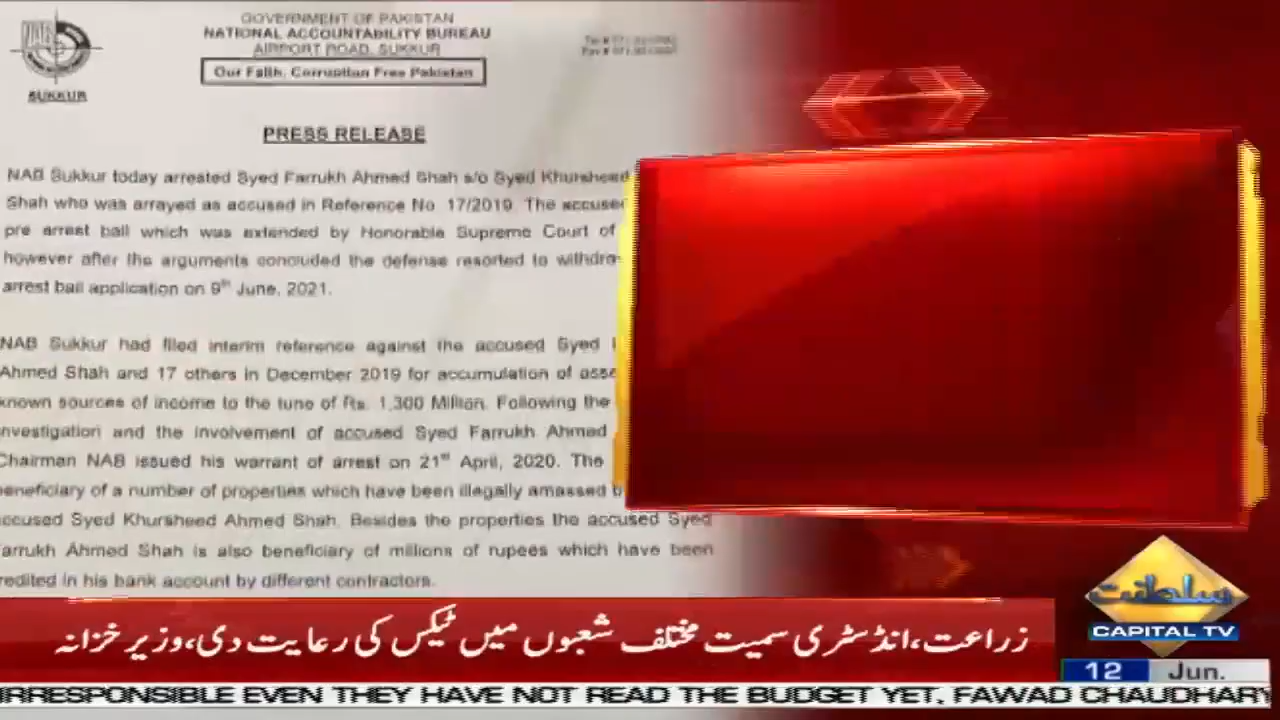 GOVERNMENT OF PAKISTAN
NATIONAL ACCOUNTABILITY BUREAU
AIRPORT ROAD, SUKKUR
Our Faith, Corruption Free Pakistan
SUKKUR
PRESS RELEASE
NAB Sukkur today arrested Syed Farrukh Ahmed Shah s/o Syed Khursheed
Shah who was arrayed as accused in Reference No. 17/2019. The
pre arrest bail which was extended by Honorable Supreme Court of
however after the arguments concluded the defense resorted to
arrest bail application on 9th June, 2021.
NAB Sukkur had filed interim reference against the accused Syed
Ahmed Shah and 17 others in December 2019 for accumulation of
known sources of income to the tune of Rs. 1,300 Million. Following the
nvestigation and the involvement of accused Syed Farrukh Ahmed
Chairman NAB issued his warrant of arrest on 21st April, 2020. The
beneficiary of a number of properties which have been illegally amassed
ccused Syed Khursheed Ahmed Shah. Besides the properties the accused Syed
arrukh Ahmed Shah is also beneficiary of millions of rupees which have been
redited in his bank account by different contractors.
زراعت،انڈسٹری سمیت مختلف شعبوں میں ٹیکس کی رعایت دی،وزیر خزانہ
سلطنت
CAPITAL TV
12 Jun.
IRRESPONSIBLE EVEN THEY HAVE NOT READ THE BUDGET YET, FAWAD CHAUDHARY